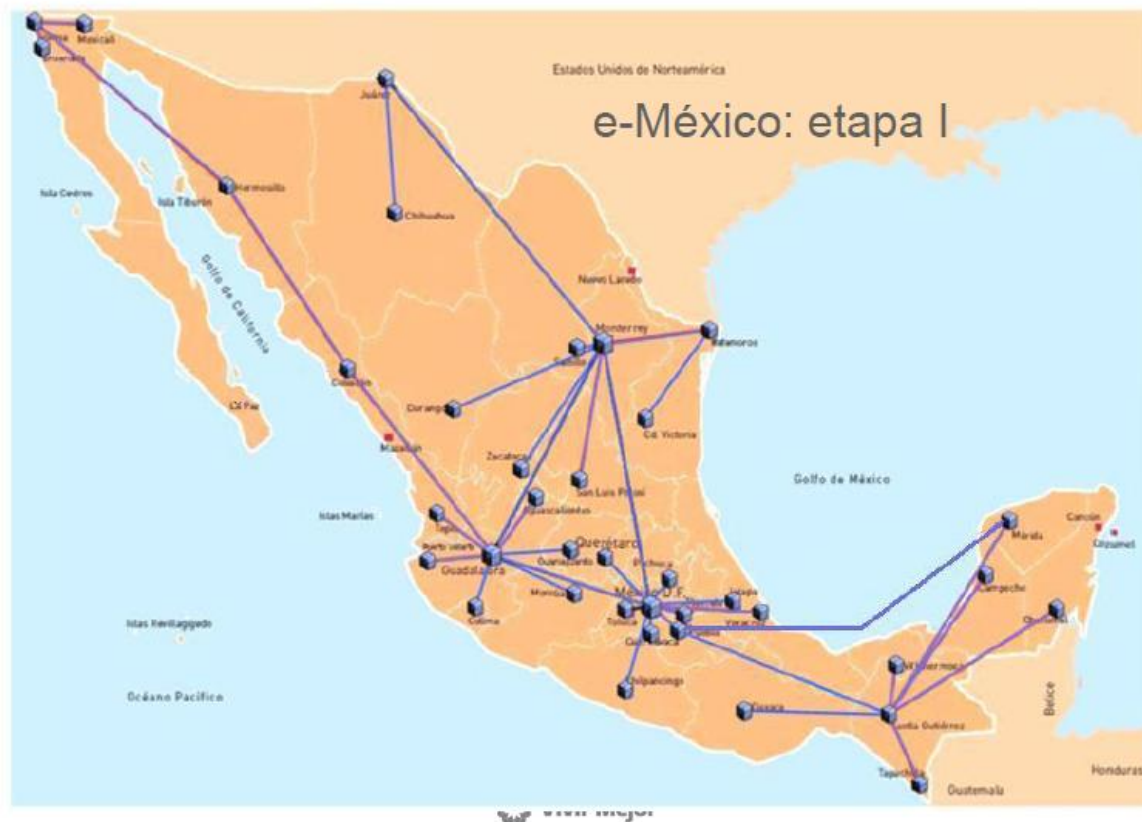 Mexicali
Estados Unidos de Norteamérica
Juárez
e-México: etapa I
Isla Cedros
Isla Tiburón
Hermosillo
Chihuahua
Golfo de California
Nuevo Laredo
Monterrey
Matamoros
Saltillo
Culiacán
La Paz
Durango
Cd. Victoria
Mazatlán
Zacatecas
San Luis Potosí
Golfo de México
Aguascalientes
Islas Marías
Tepic
Cancún
Mérida
Cozumel
Puerto Vallarta
Querétaro
Guadalajara
Guanajuato
Pachuca
Campeche
Morelia
México D.F.
Jalapa
Colima
Toluca
Veracruz
Chetumal
Islas Revillagigedo
Puebla
Cuernavaca
Villahermosa
Chilpancingo
Océano Pacífico
Oaxaca
Tuxtla Gutiérrez
Belice
Tapachula
Honduras
Guatemala
Vivir Mejor